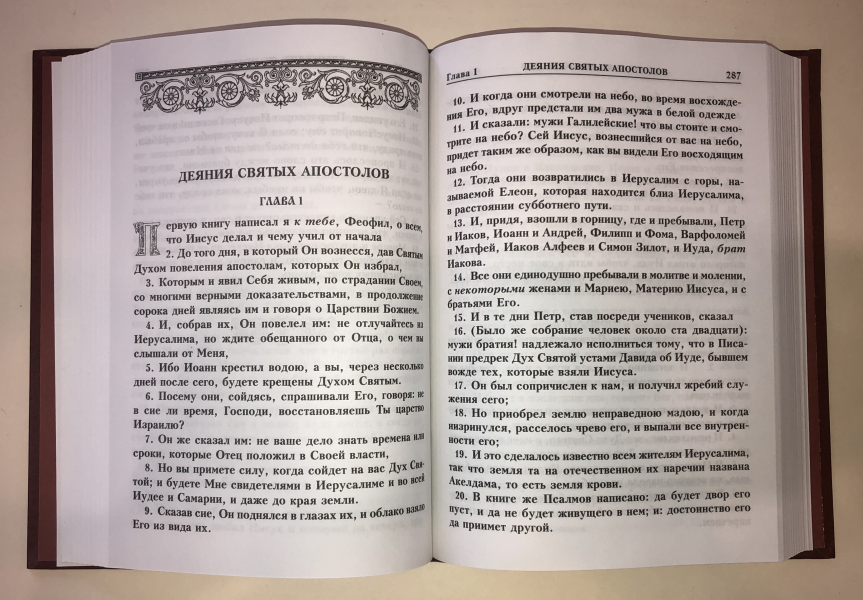 ДЕЯНИЯ СВЯТЫХ АПОСТОЛОВ
ГЛАВА 1
Первую книгу написал я к тебе, Феофил, о всем,
что Иисус делал и чему учил от начала
2. До того дня, в который Он вознесся, дав Святым
Духом повеления апостолам, которых Он избрал,
3. Которым и явил Себя живым, по страдании Своем,
со многими верными доказательствами, в продолжение
сорока дней являясь им и говоря о Царствии Божием.
4. И, собрав их, Он повелел им: не отлучайтесь из
Иерусалима, но ждите обещанного от Отца, о чем вы
слышали от Меня,
5. Ибо Иоанн крестил водою, а вы, через несколько
дней после сего, будете крещены Духом Святым.
6. Посему они, сойдясь, спрашивали Его, говоря: не
в сие ли время, Господи, восстановляешь Ты царство
Израилю?
7. Он же сказал им: не ваше дело знать времена или
сроки, которые Отец положил в Своей власти,
8. Но вы примете силу, когда сойдет на вас Дух Свя-
той; и будете Мне свидетелями в Иерусалиме и во всей
Иудее и Самарии, и даже до края земли.
9. Сказав сие, Он поднялся в глазах их, и облако взяло
Его из вида их.
Глава 1 ДЕЯНИЯ СВЯТЫХ АПОСТОЛОВ 287
10. И когда они смотрели на небо, во время восхожде-
ния Его, вдруг предстали им два мужа в белой одежде
11. И сказали: мужи Галилейские! что вы стоите и смо-
трите на небо? Сей Иисус, вознесшийся от вас на небо,
придет таким же образом, как вы видели Его восходящим
на небо.
12. Тогда они возвратились в Иерусалим с горы, на-
зываемой Елеон, которая находится близ Иерусалима,
в расстоянии субботнего пути.
13. И, придя, взошли в горницу, где и пребывали, Петр
и Иаков, Иоанн и Андрей, Филипп и Фома, Варфоломей
и Матфей, Иаков Алфеев и Симон Зилот, и Иуда, брат
Иакова.
14. Все они единодушно пребывали в молитве и молении,
с некоторыми женами и Мариею, Материю Иисуса, и с
братьями Его.
15. И в те дни Петр, став посреди учеников, сказал
16. (Было же собрание человек около ста двадцати):
мужи братия! надлежало исполниться тому, что в Писа-
нии предрек Дух Святой устами Давида об Иуде, бывшем
вожде тех, которые взяли Иисуса.
17. Он был сопричислен к нам, и получил жребий слу-
жения сего;
18. Но приобрел землю неправедною мздою, и когда
низринулся, расселось чрево его, и выпали все внутрен-
ности его;
19. И это сделалось известно всем жителям Иерусалима,
так что земля та на отечественном их наречии названа
Акелдама, то есть земля крови.
20. В книге же Псалмов написано: да будет двор его
пуст, и да не будет живущего в нем; и: достоинство его
да приимет другой.